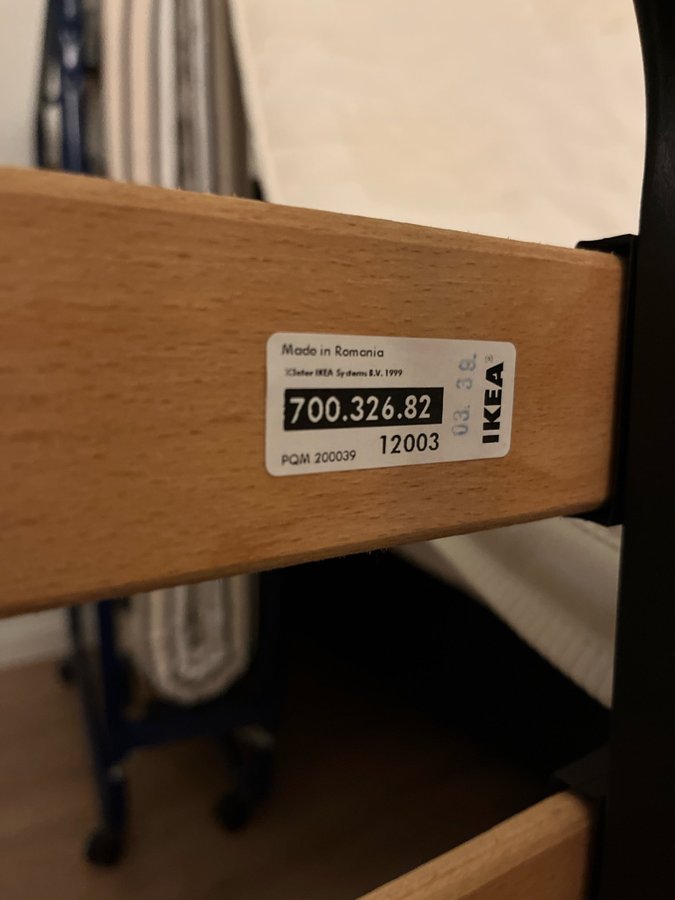 Made in Romania
©Inter IKEA Systems B.V. 1999
700.326.82
12003
PQM 200039
03. 38.
IKEA®